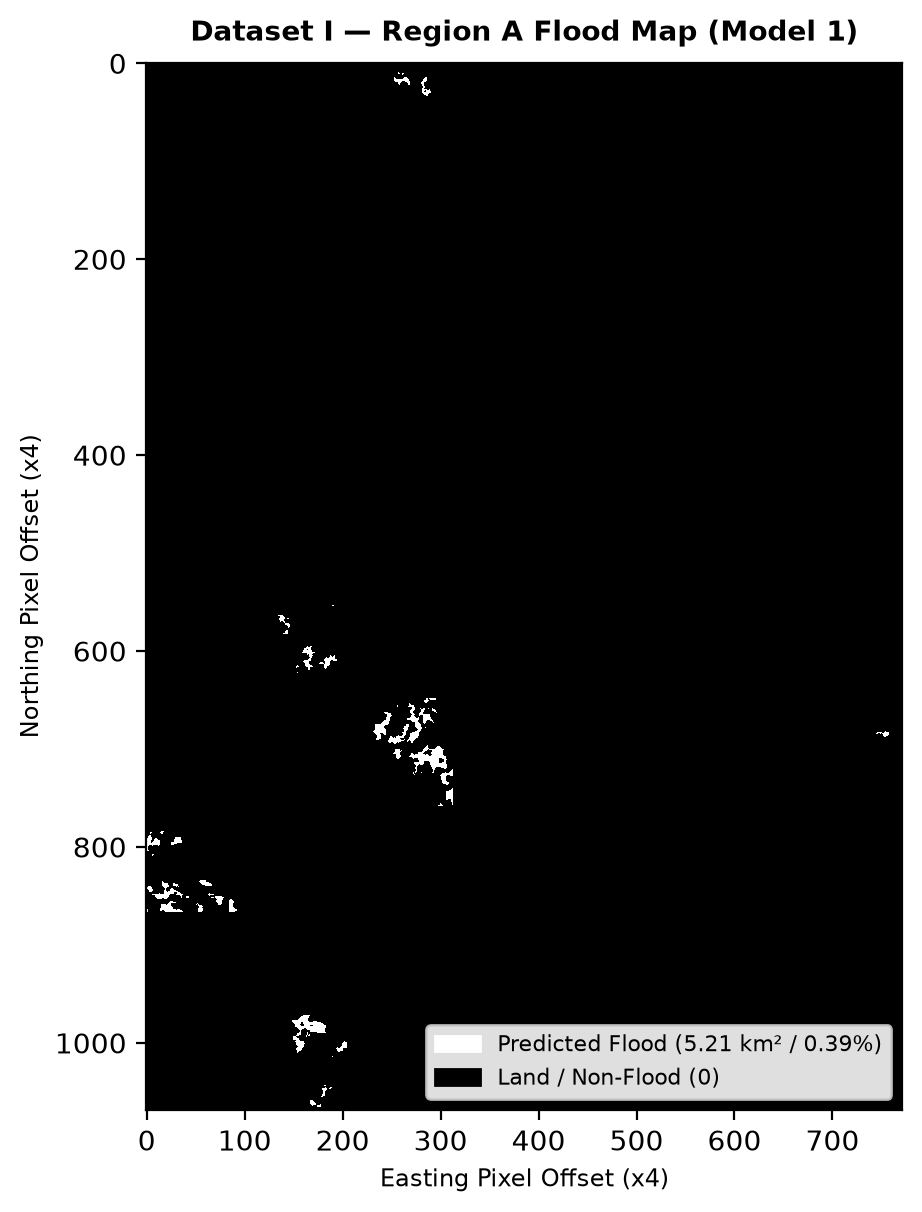 Dataset I — Region A Flood Map (Model 1)
0
200
400
600
800
1000
Northing Pixel Offset (x4)
Predicted Flood (5.21 km² / 0.39%)
Land / Non-Flood (0)
0 100 200 300 400 500 600 700
Easting Pixel Offset (x4)